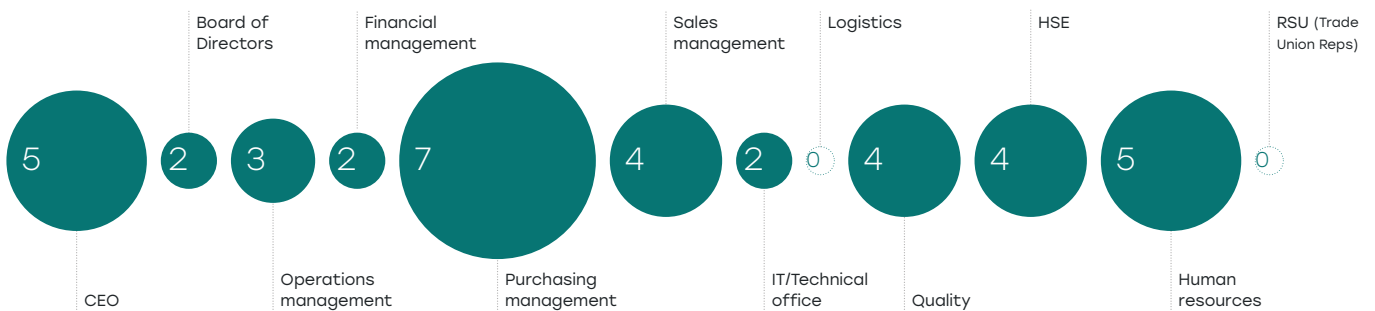 Board of
Directors
Financial
management
Sales
management
Logistics
HSE
RSU (Trade
Union Reps)
5
2
3
2
7
4
2
0
4
4
5
0
CEO
Operations
management
Purchasing
management
IT/Technical
office
Quality
Human
resources